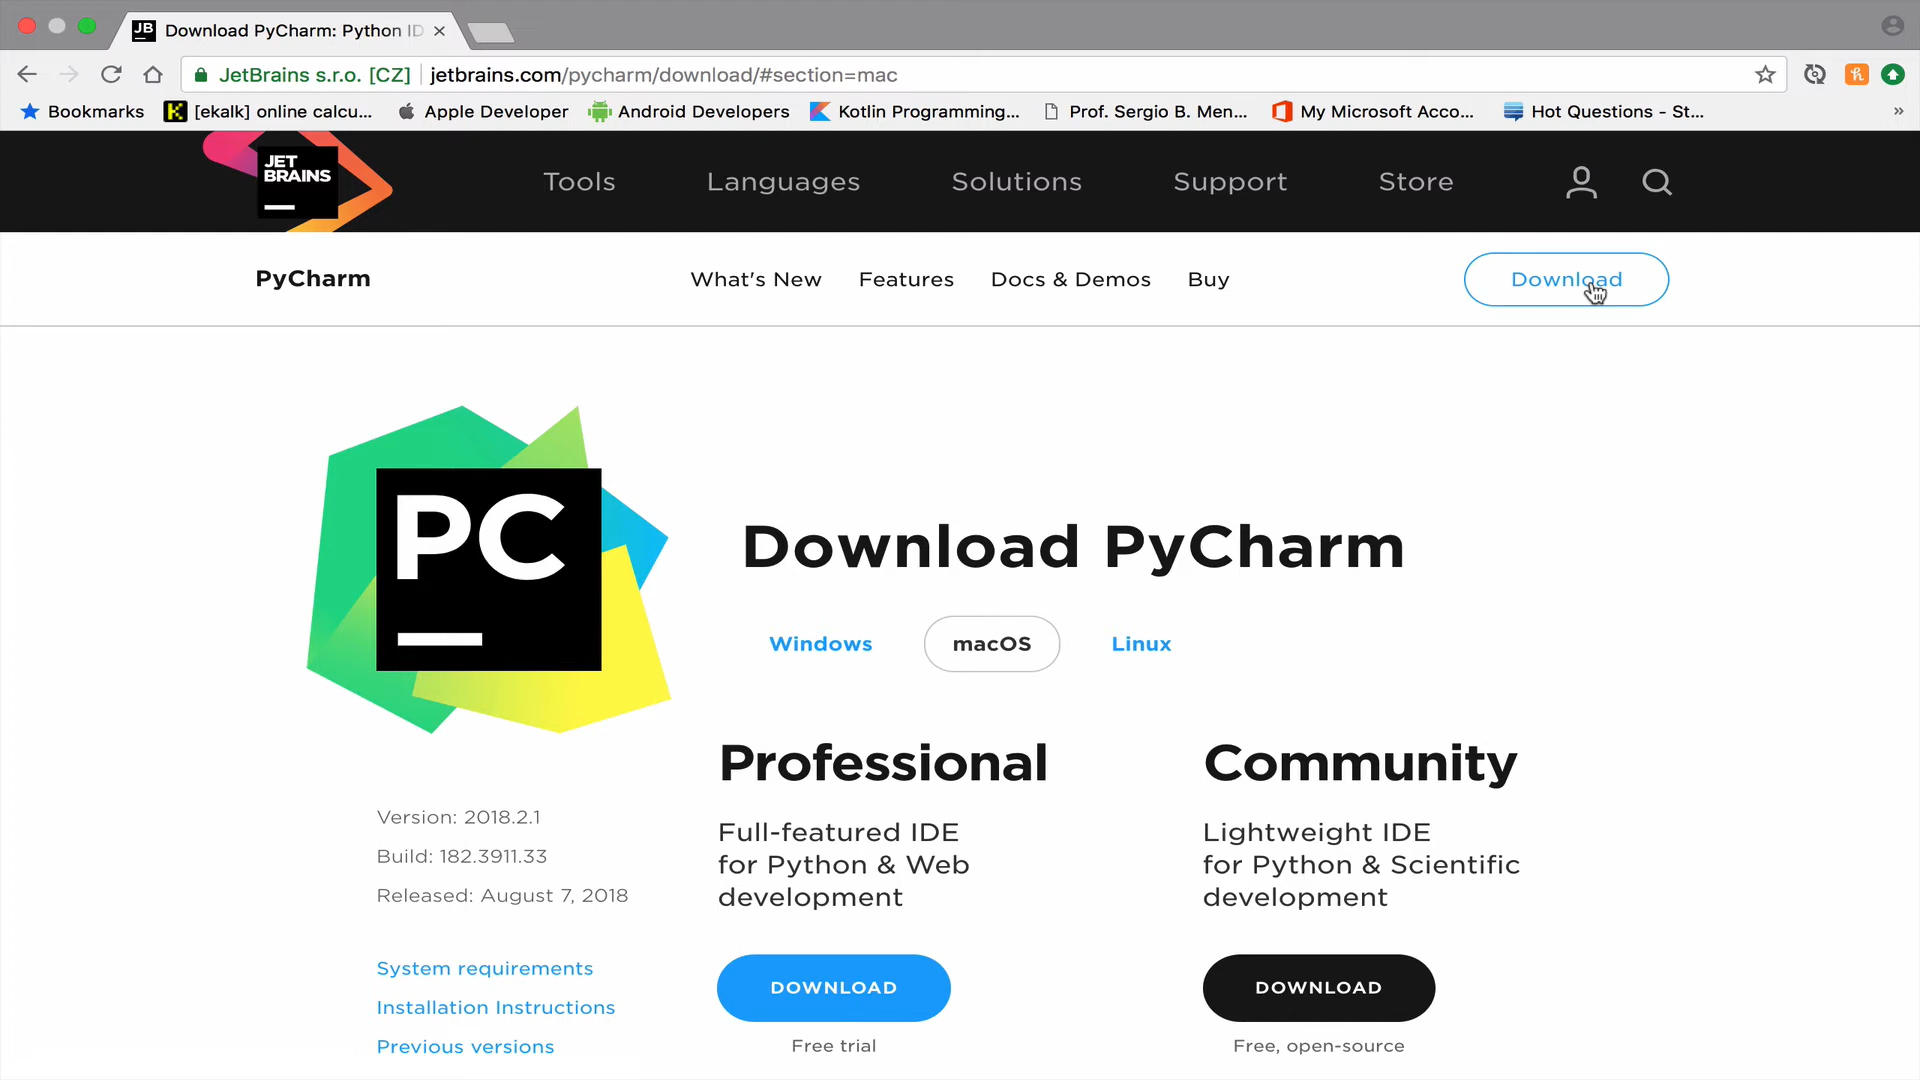 JB Download PyCharm: Python ID
JetBrains s.r.o. [CZ] jetbrains.com/pycharm/download/#section=mac
Bookmarks K [ekalk] online calcu... Apple Developer Android Developers Kotlin Programming... Prof. Sergio B. Men... My Microsoft Acco... Hot Questions - St... »
JET
BRAINS
Tools Languages Solutions Support Store
PyCharm What's New Features Docs & Demos Buy Download
PC
Download PyCharm
Windows macOS Linux
Professional
Full-featured IDE
for Python & Web
development
DOWNLOAD
Free trial
Community
Lightweight IDE
for Python & Scientific
development
DOWNLOAD
Free, open-source
Version: 2018.2.1
Build: 182.3911.33
Released: August 7, 2018
System requirements
Installation Instructions
Previous versions